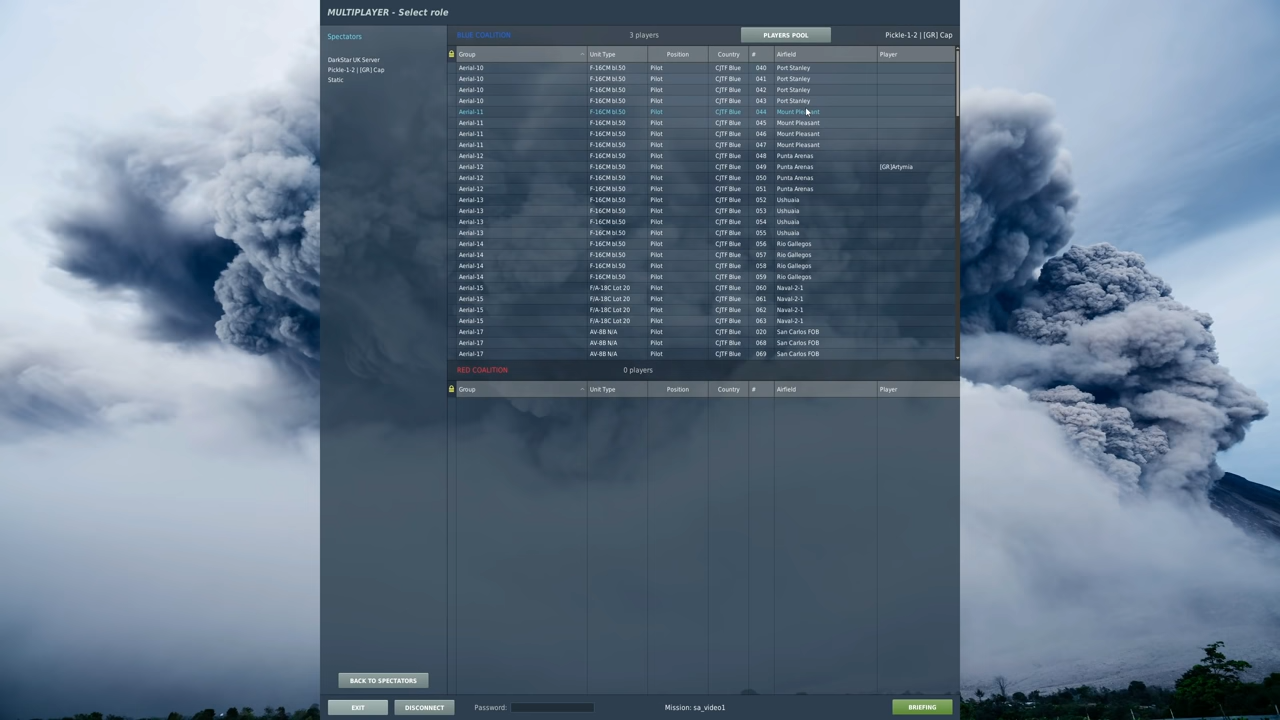 MULTIPLAYER - Select role
Spectators
DarkStar UK Server
Pickle-1-2 | [GR] Cap
Static
BLUE COALITION 3 players PLAYERS POOL Pickle-1-2 | [GR] Cap
Group Unit Type Position Country # Airfield Player
Aerial-10 F-16CM bl.50 Pilot CJTF Blue 040 Port Stanley
Aerial-10 F-16CM bl.50 Pilot CJTF Blue 041 Port Stanley
Aerial-10 F-16CM bl.50 Pilot CJTF Blue 042 Port Stanley
Aerial-10 F-16CM bl.50 Pilot CJTF Blue 043 Port Stanley
Aerial-11 F-16CM bl.50 Pilot CJTF Blue 044 Mount Pleasant
Aerial-11 F-16CM bl.50 Pilot CJTF Blue 045 Mount Pleasant
Aerial-11 F-16CM bl.50 Pilot CJTF Blue 046 Mount Pleasant
Aerial-11 F-16CM bl.50 Pilot CJTF Blue 047 Mount Pleasant
Aerial-12 F-16CM bl.50 Pilot CJTF Blue 048 Punta Arenas
Aerial-12 F-16CM bl.50 Pilot CJTF Blue 049 Punta Arenas [GR]Artymia
Aerial-12 F-16CM bl.50 Pilot CJTF Blue 050 Punta Arenas
Aerial-12 F-16CM bl.50 Pilot CJTF Blue 051 Punta Arenas
Aerial-13 F-16CM bl.50 Pilot CJTF Blue 052 Ushuaia
Aerial-13 F-16CM bl.50 Pilot CJTF Blue 053 Ushuaia
Aerial-13 F-16CM bl.50 Pilot CJTF Blue 054 Ushuaia
Aerial-13 F-16CM bl.50 Pilot CJTF Blue 055 Ushuaia
Aerial-14 F-16CM bl.50 Pilot CJTF Blue 056 Rio Gallegos
Aerial-14 F-16CM bl.50 Pilot CJTF Blue 057 Rio Gallegos
Aerial-14 F-16CM bl.50 Pilot CJTF Blue 058 Rio Gallegos
Aerial-14 F-16CM bl.50 Pilot CJTF Blue 059 Rio Gallegos
Aerial-15 F/A-18C Lot 20 Pilot CJTF Blue 060 Naval-2-1
Aerial-15 F/A-18C Lot 20 Pilot CJTF Blue 061 Naval-2-1
Aerial-15 F/A-18C Lot 20 Pilot CJTF Blue 062 Naval-2-1
Aerial-15 F/A-18C Lot 20 Pilot CJTF Blue 063 Naval-2-1
Aerial-17 AV-8B N/A Pilot CJTF Blue 020 San Carlos FOB
Aerial-17 AV-8B N/A Pilot CJTF Blue 068 San Carlos FOB
Aerial-17 AV-8B N/A Pilot CJTF Blue 069 San Carlos FOB
RED COALITION 0 players
Group Unit Type Position Country # Airfield Player
BACK TO SPECTATORS
EXIT DISCONNECT Password: Mission: sa_video1 BRIEFING